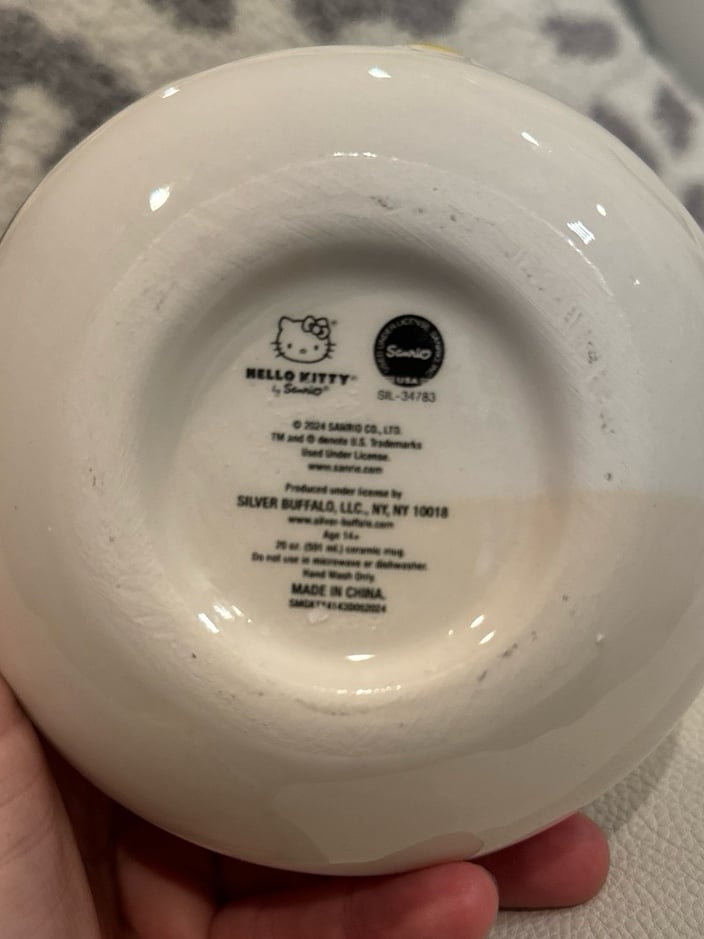 HELLO KITTY
by Sanrio®
Sanrio
USA
SIL-34783
© 2024 SANRIO CO., LTD.
TM and ® denote U.S. Trademarks
Used Under License.
www.sanrio.com
Produced under license by
SILVER BUFFALO, LLC., NY, NY 10018
www.silver-buffalo.com
Age 14+
20 oz. (591 ml.) ceramic mug.
Do not use in microwave or dishwasher.
Hand Wash Only.
MADE IN CHINA.